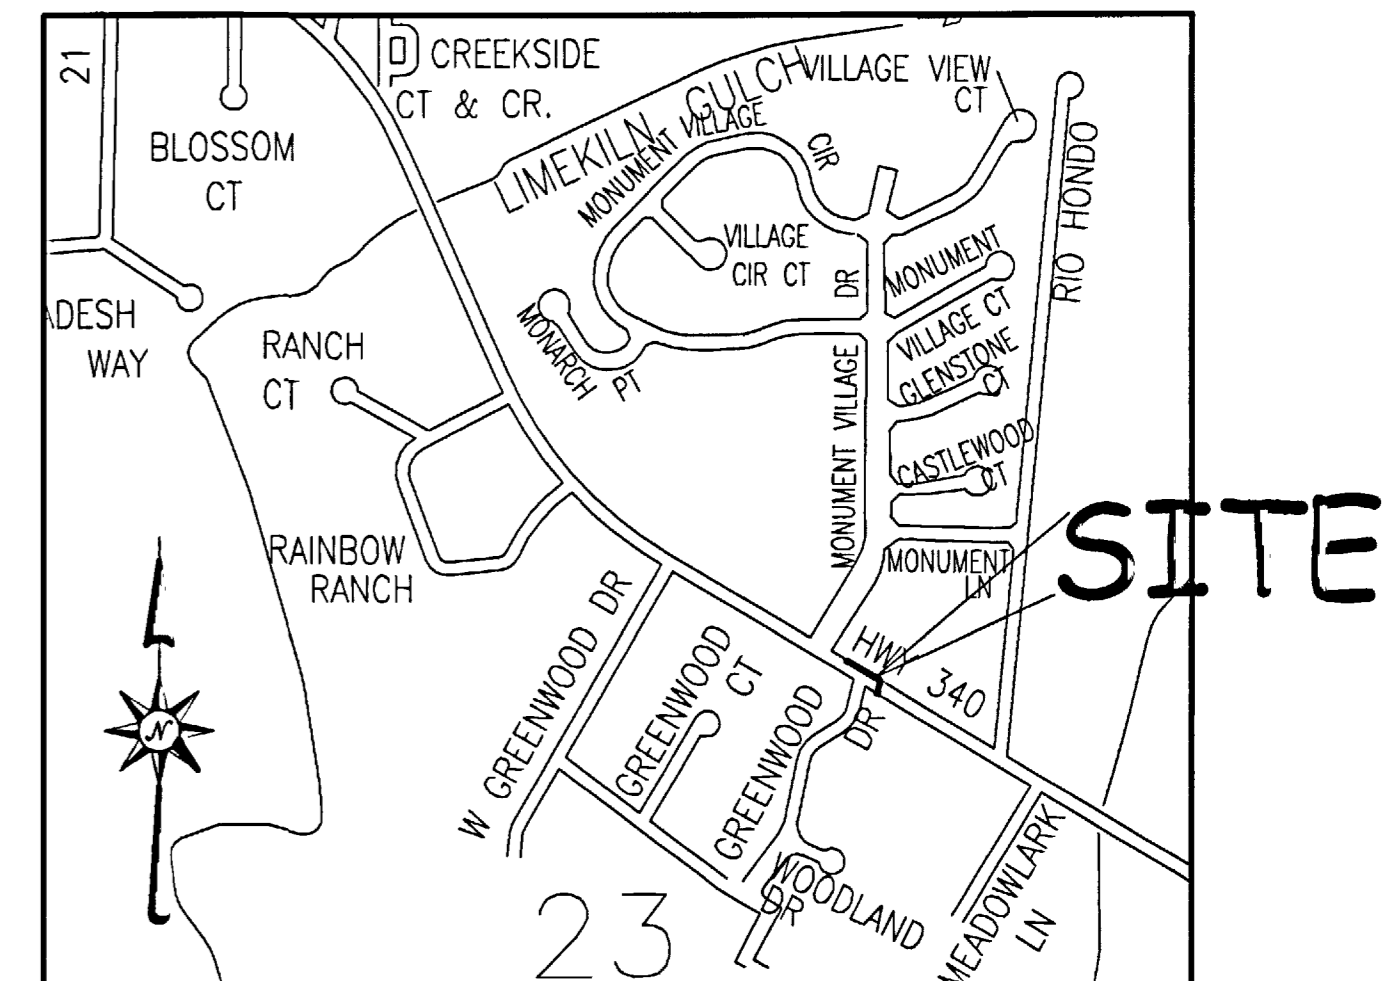 21
CREEKSIDE
CT & CR.
BLOSSOM
CT
LIMEKILN GULCH
VILLAGE VIEW
CT
MONUMENT VILLAGE
CIR
RIO HONDO
VILLAGE
CIR CT
DR
MONUMENT
VILLAGE CT
ADESH
WAY
RANCH
CT
MONARCH
PT
GLENSTONE
CT
MONUMENT VILLAGE
CASTLEWOOD
CT
SITE
RAINBOW
RANCH
MONUMENT
LN
W GREENWOOD DR
GREENWOOD
CT
HWY 340
GREENWOOD
DR
N
WOODLAND
DR
MEADOWLARK
LN
23